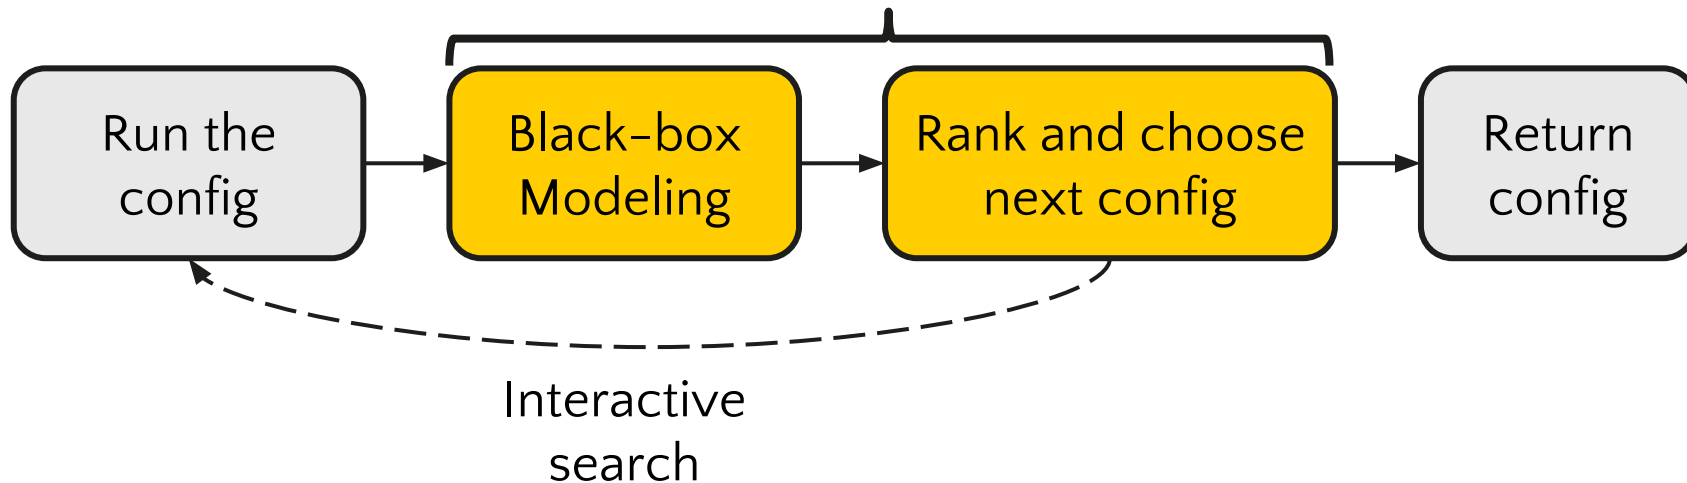 Run the
config
Black-box
Modeling
Rank and choose
next config
Return
config
Interactive
search